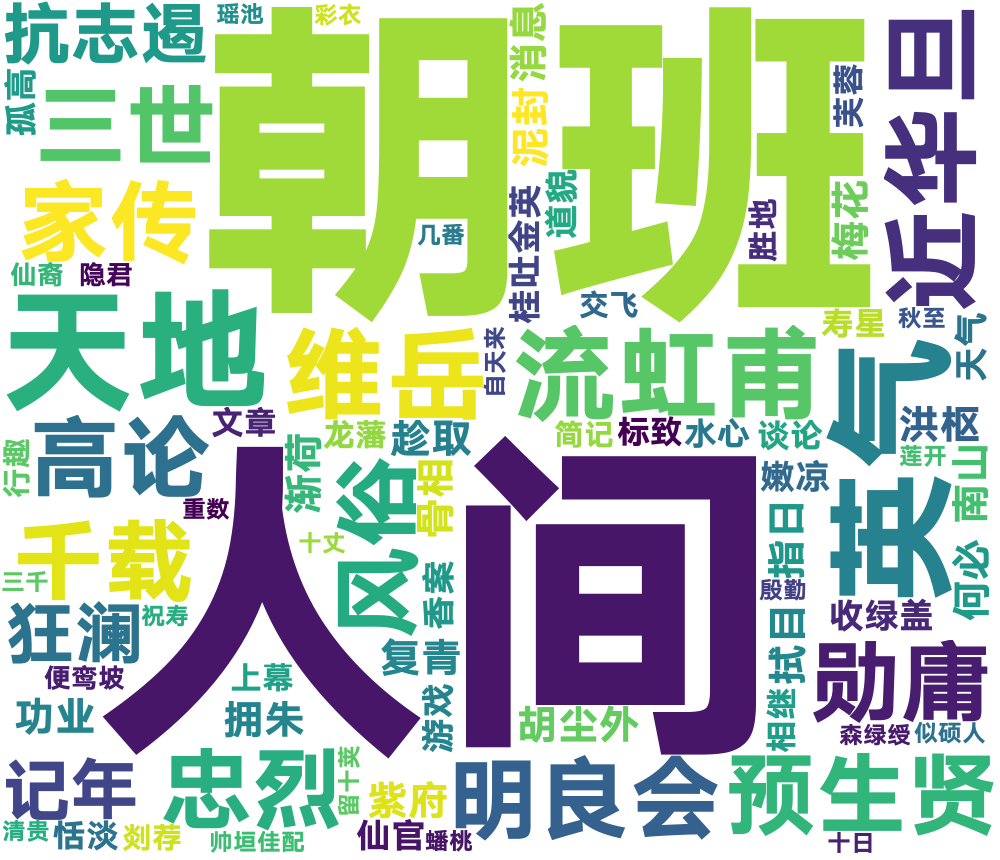 抗志遏
瑶池
彩衣
朝班
消息
近华旦
孤高
三世
泥封
芙蓉
家传
几番
桂吐金英
道貌
胜地
梅花
仙裔
隐君
天地
维岳
自天来
交飞
流虹甫
寿星
秋至
天气
高论
文章
龙藩
趁取
简记
标致
水心
谈论
英气
洪枢
莲开
行趣
渐荷
风俗
骨相
人间
嫩凉
南山
重数
千载
十丈
香案
指日
何必
三千
狂澜
祝寿
殷勤
收绿盖
便鸾坡
上幕
复青
拭目
勋庸
功业
拥朱
游戏
胡尘外
相继
森绿绶
似硕人
记年
忠烈
留十英
紫府
明良会
预生贤
清贵
恬淡
剡荐
帅垣佳配
仙官
蟠桃
十日